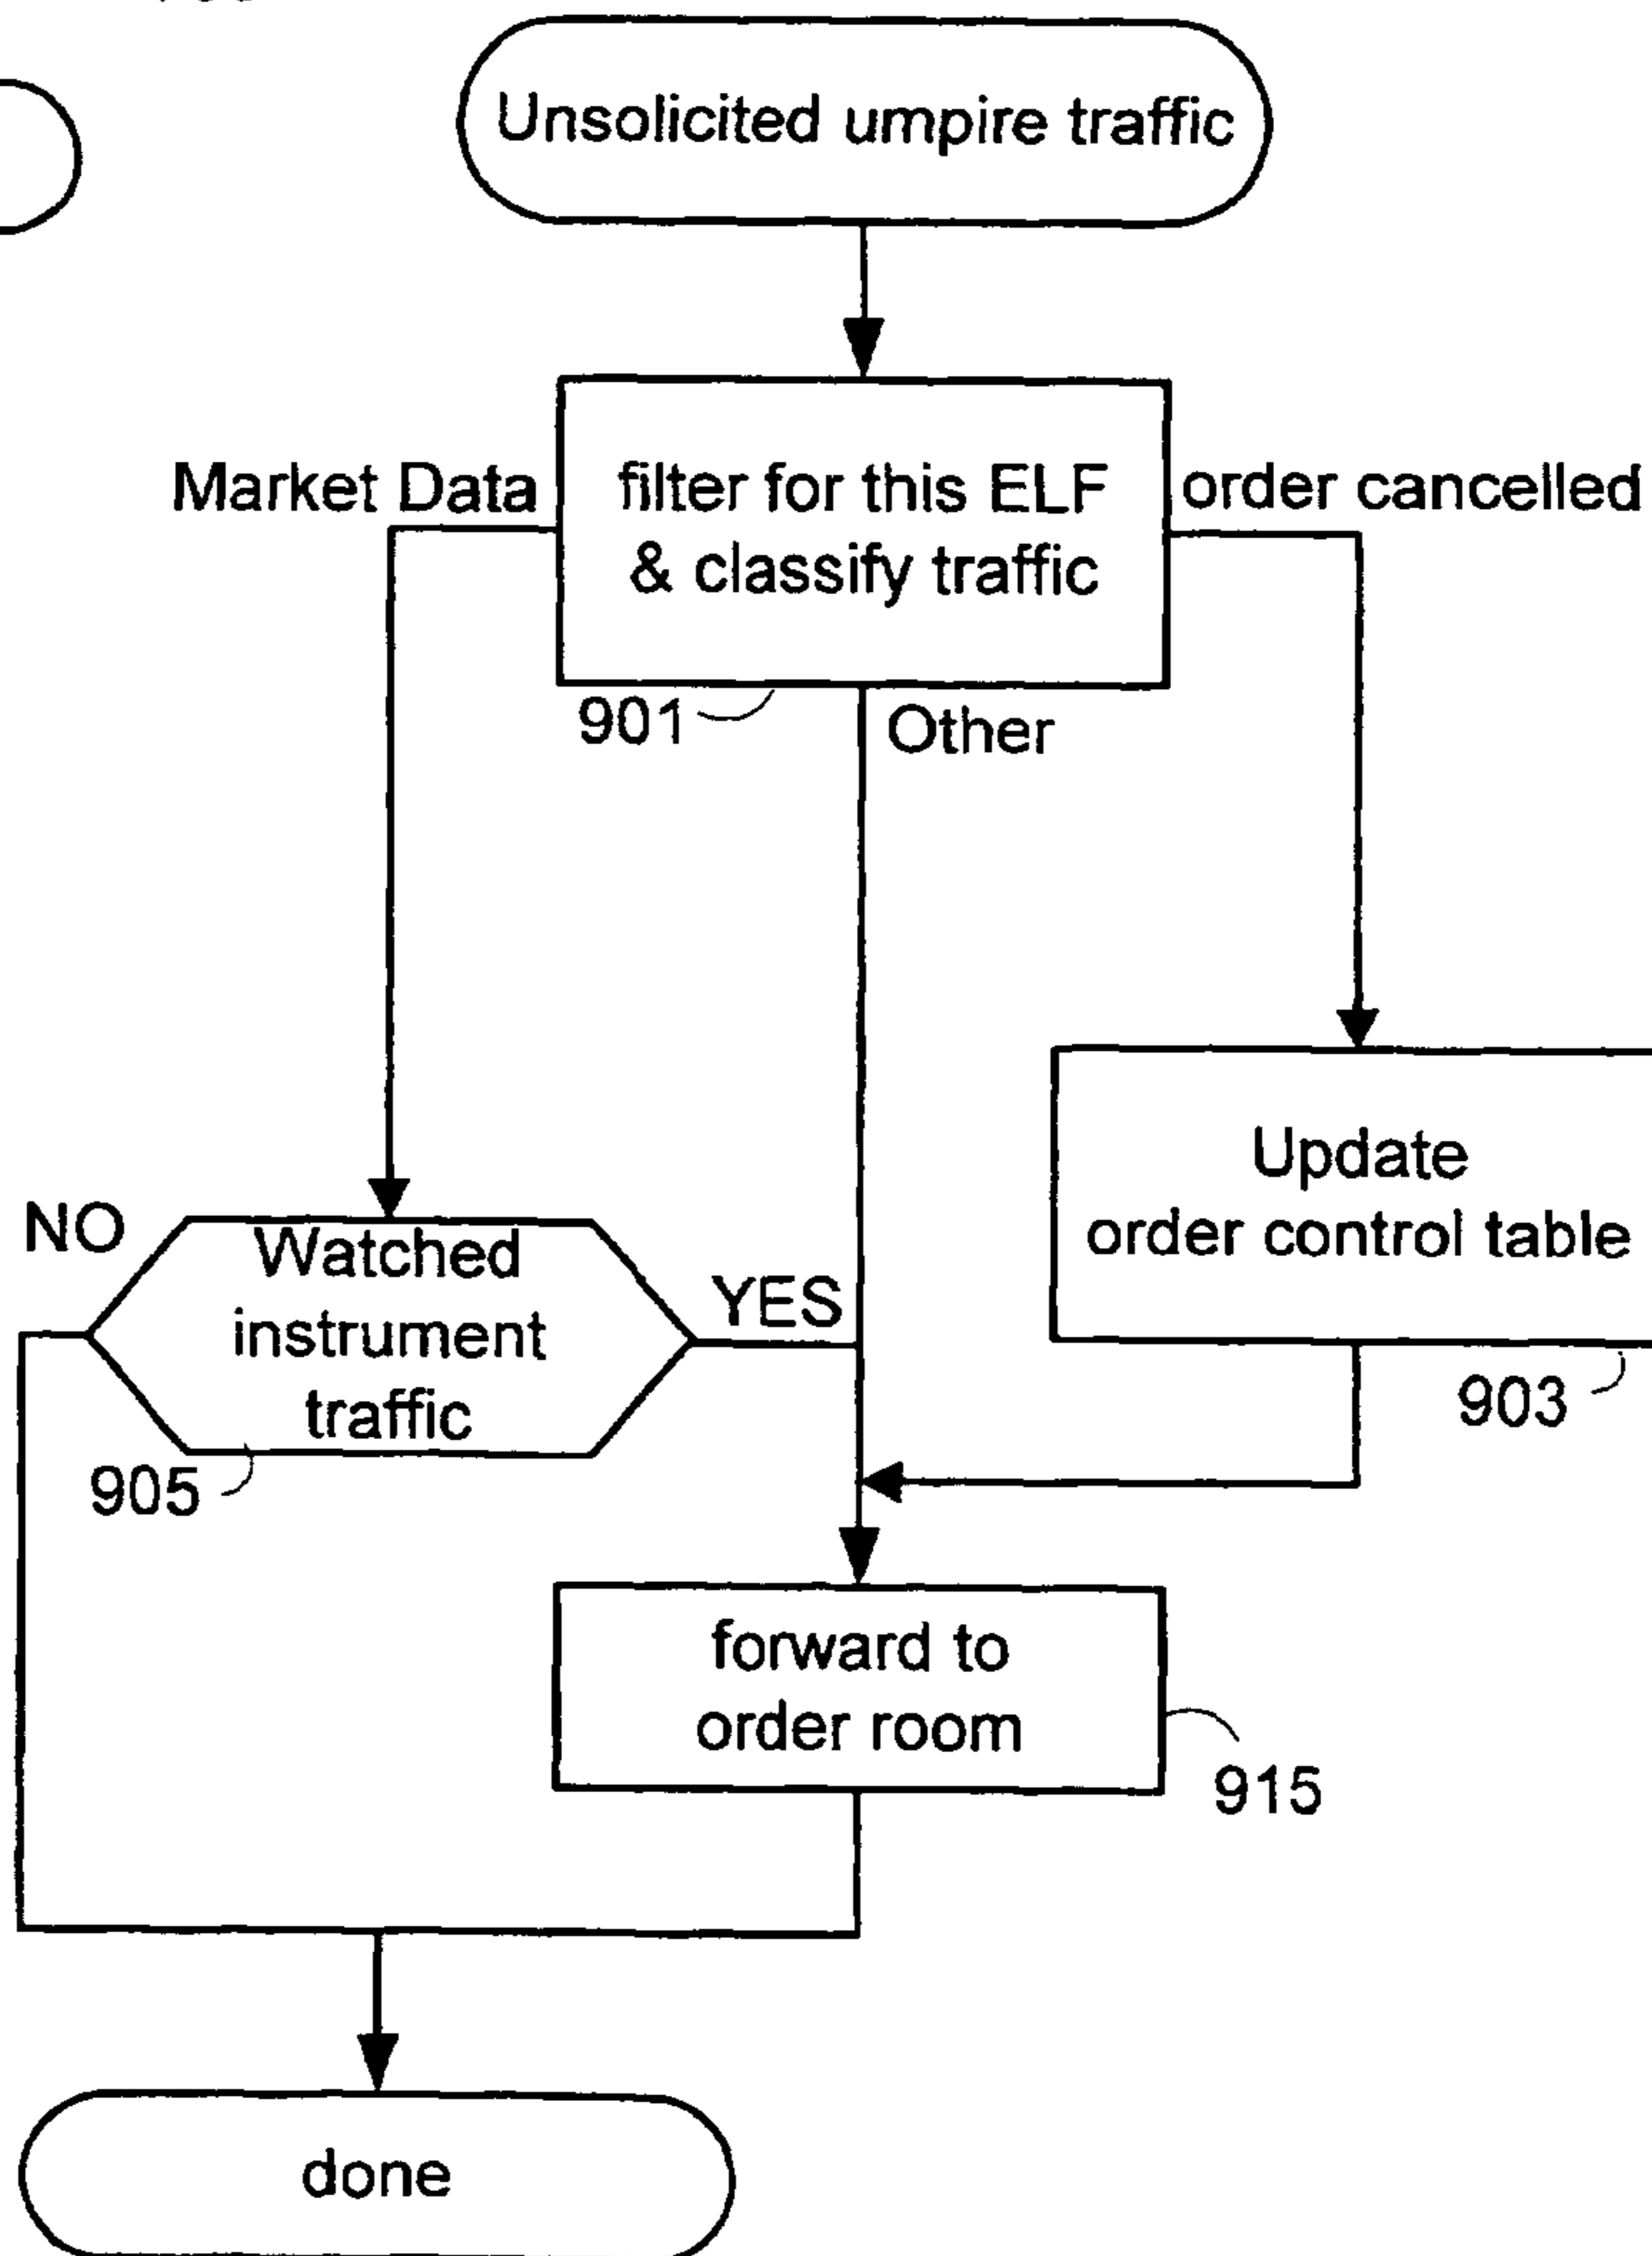 Unsolicited umpire traffic
Market Data
filter for this ELF
& classify traffic
order cancelled
901
Other
Update
order control table
903
NO
Watched
instrument
traffic
YES
905
forward to
order room
915
done